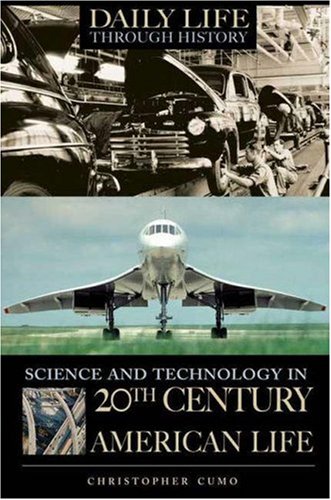 DAILY LIFE
THROUGH HISTORY
SCIENCE AND TECHNOLOGY IN
20TH CENTURY
AMERICAN LIFE
CHRISTOPHER CUMO